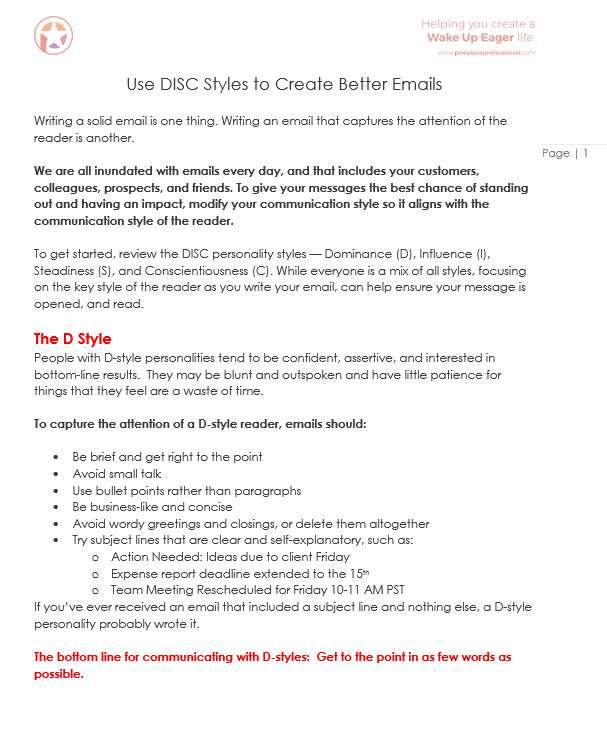 Helping you create a
Wake Up Eager life.
www.pricelessprofessional.com
Use DISC Styles to Create Better Emails
Writing a solid email is one thing. Writing an email that captures the attention of the
reader is another.
Page | 1
We are all inundated with emails every day, and that includes your customers,
colleagues, prospects, and friends. To give your messages the best chance of standing
out and having an impact, modify your communication style so it aligns with the
communication style of the reader.
To get started, review the DISC personality styles — Dominance (D), Influence (I),
Steadiness (S), and Conscientiousness (C). While everyone is a mix of all styles, focusing
on the key style of the reader as you write your email, can help ensure your message is
opened, and read.
The D Style
People with D-style personalities tend to be confident, assertive, and interested in
bottom-line results.  They may be blunt and outspoken and have little patience for
things that they feel are a waste of time.
To capture the attention of a D-style reader, emails should:
• Be brief and get right to the point
• Avoid small talk
• Use bullet points rather than paragraphs
• Be business-like and concise
• Avoid wordy greetings and closings, or delete them altogether
• Try subject lines that are clear and self-explanatory, such as:
o Action Needed: Ideas due to client Friday
o Expense report deadline extended to the 15th
o Team Meeting Rescheduled for Friday 10-11 AM PST
If you’ve ever received an email that included a subject line and nothing else, a D-style
personality probably wrote it.
The bottom line for communicating with D-styles:  Get to the point in as few words as
possible.